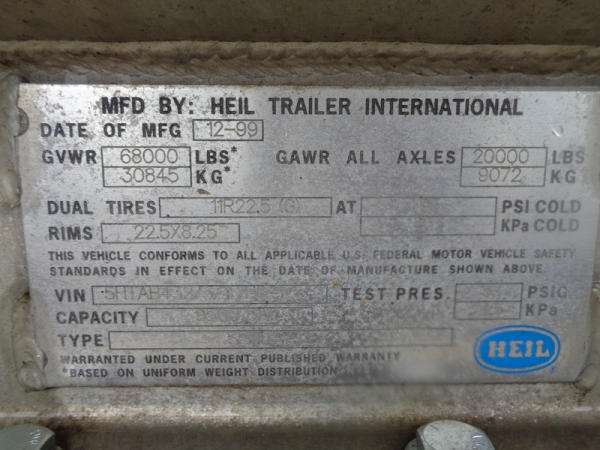 MFD BY: HEIL TRAILER INTERNATIONAL
DATE OF MFG 12-99
GVWR 68000 LBS* GAWR ALL AXLES 20000 LBS
30845 KG* 9072 KG
DUAL TIRES 11R22.5 (G) AT PSI COLD
RIMS 22.5X8.25 KPa COLD
THIS VEHICLE CONFORMS TO ALL APPLICABLE U.S. FEDERAL MOTOR VEHICLE SAFETY
STANDARDS IN EFFECT ON THE DATE OF MANUFACTURE SHOWN ABOVE.
VIN TEST PRES. PSIG
CAPACITY KPa
TYPE
HEIL
WARRANTED UNDER CURRENT PUBLISHED WARRANTY
*BASED ON UNIFORM WEIGHT DISTRIBUTION